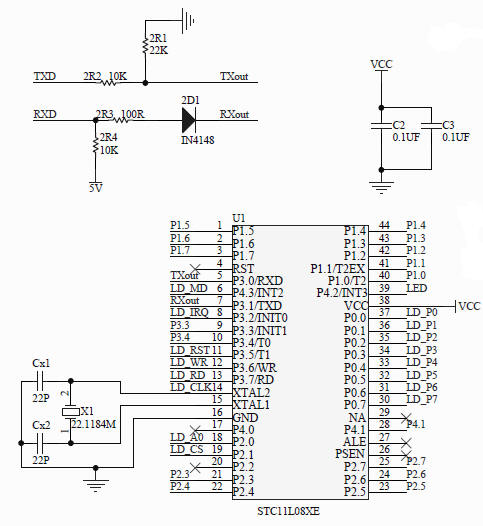 2R1
22K
TXD 2R2 10K TXout
RXD 2R3 100R 2D1 RXout
IN4148
2R4
10K
5V
VCC
C2 C3
0.1UF 0.1UF
U1
P1.5 1 P1.5 P1.4 44 P1.4
P1.6 2 P1.6 P1.3 43 P1.3
P1.7 3 P1.7 P1.2 42 P1.2
4 RST P1.1/T2EX 41 P1.1
TXout 5 P3.0/RXD P1.0/T2 40 P1.0
LD_MD 6 P4.3/INT2 P4.2/INT3 39 LED
RXout 7 P3.1/TXD VCC 38 VCC
LD_IRQ 8 P3.2/INIT0 P0.0 37 LD_P0
P3.3 9 P3.3/INIT1 P0.1 36 LD_P1
P3.4 10 P3.4/T0 P0.2 35 LD_P2
LD_RST 11 P3.5/T1 P0.3 34 LD_P3
LD_WR 12 P3.6/WR P0.4 33 LD_P4
LD_RD 13 P3.7/RD P0.5 32 LD_P5
LD_CLK 14 XTAL2 P0.6 31 LD_P6
15 XTAL1 P0.7 30 LD_P7
16 GND NA 29
17 P4.0 P4.1 28 P4.1
LD_A0 18 P2.0 ALE 27
LD_CS 19 P2.1 PSEN 26
20 P2.2 P2.7 25 P2.7
P2.3 21 P2.3 P2.6 24 P2.6
P2.4 22 P2.4 P2.5 23 P2.5
STC11L08XE
Cx1
22P
2
X1
22.1184M
1
Cx2
22P